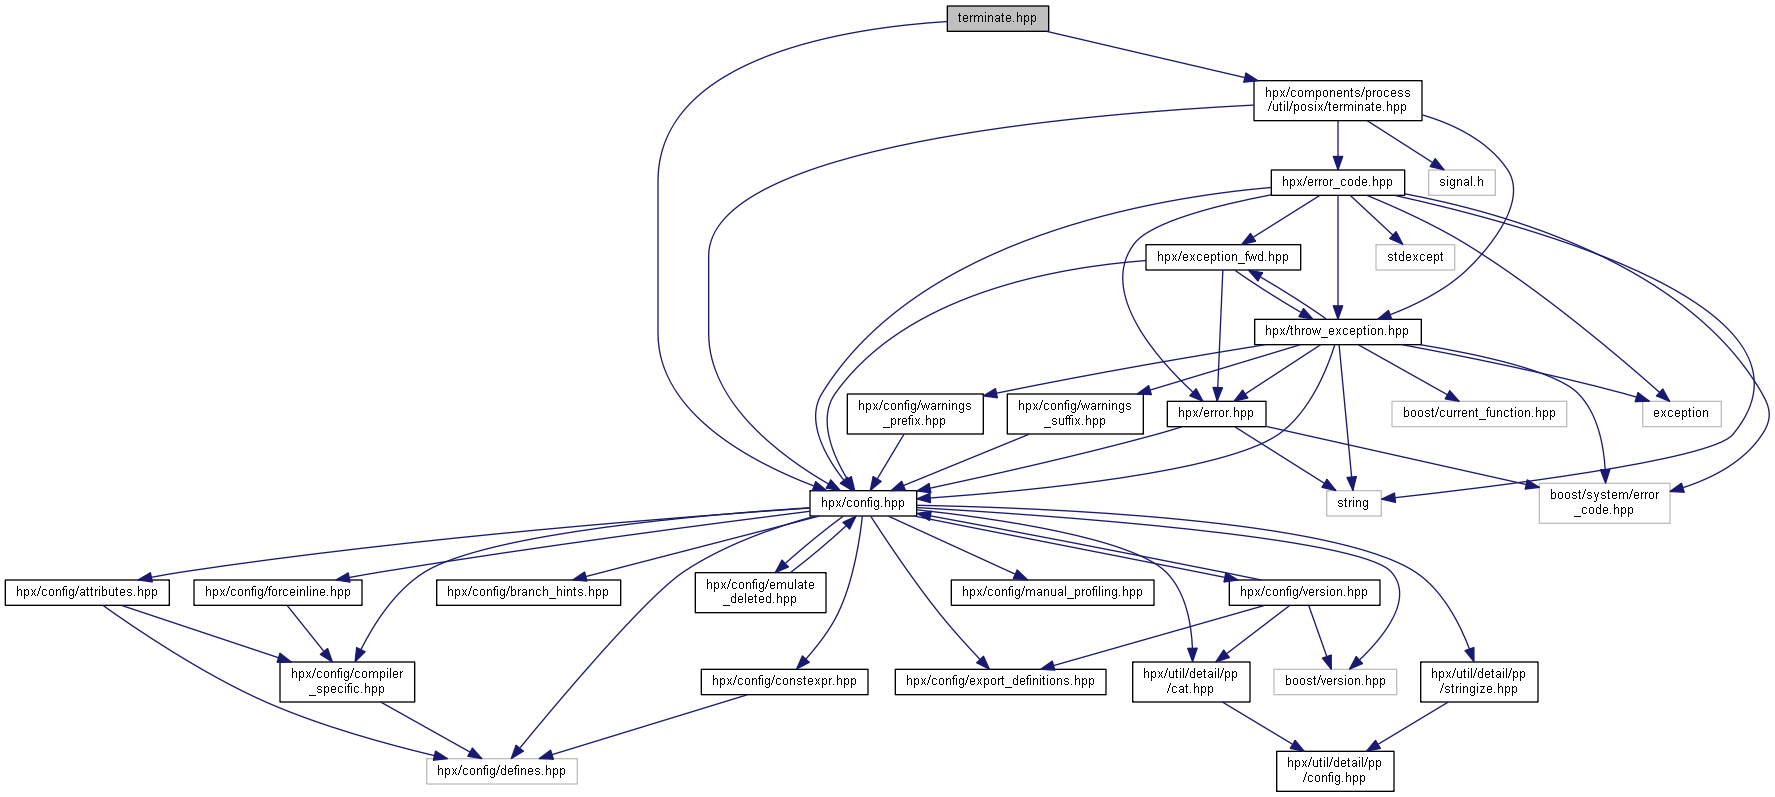 terminate.hpp
hpx/components/process
/util/posix/terminate.hpp
hpx/error_code.hpp
signal.h
hpx/exception_fwd.hpp
stdexcept
hpx/throw_exception.hpp
hpx/config/warnings
_prefix.hpp
hpx/config/warnings
_suffix.hpp
hpx/error.hpp
boost/current_function.hpp
exception
hpx/config.hpp
string
boost/system/error
_code.hpp
hpx/config/attributes.hpp
hpx/config/forceinline.hpp
hpx/config/branch_hints.hpp
hpx/config/emulate
_deleted.hpp
hpx/config/manual_profiling.hpp
hpx/config/version.hpp
hpx/config/compiler
_specific.hpp
hpx/config/constexpr.hpp
hpx/config/export_definitions.hpp
hpx/util/detail/pp
/cat.hpp
boost/version.hpp
hpx/util/detail/pp
/stringize.hpp
hpx/config/defines.hpp
hpx/util/detail/pp
/config.hpp